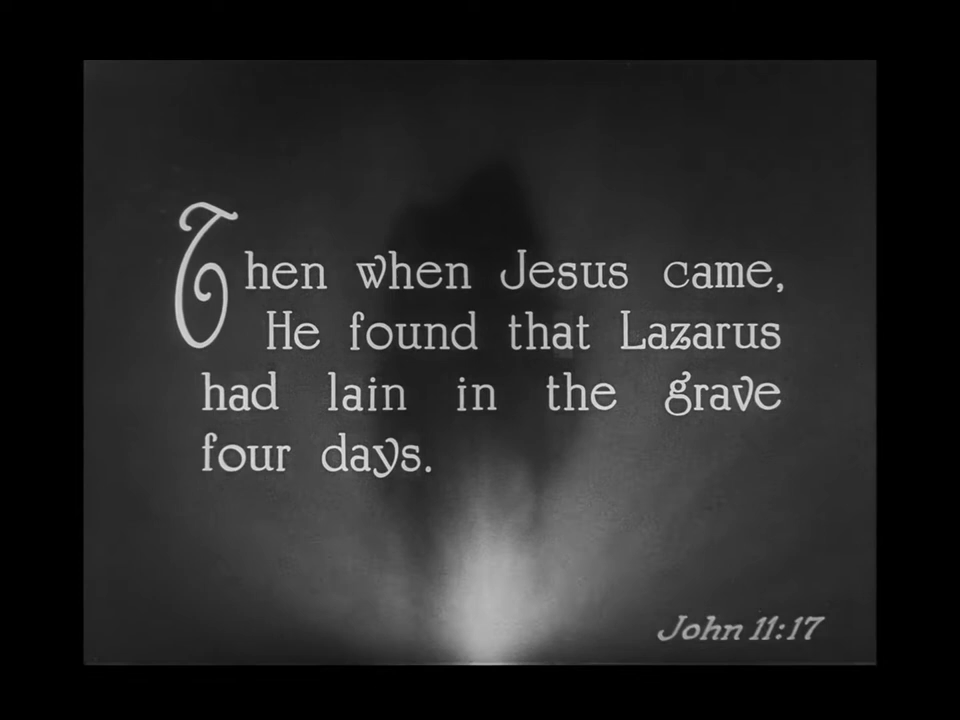 Then when Jesus came,
He found that Lazarus
had lain in the grave
four days.
John 11:17